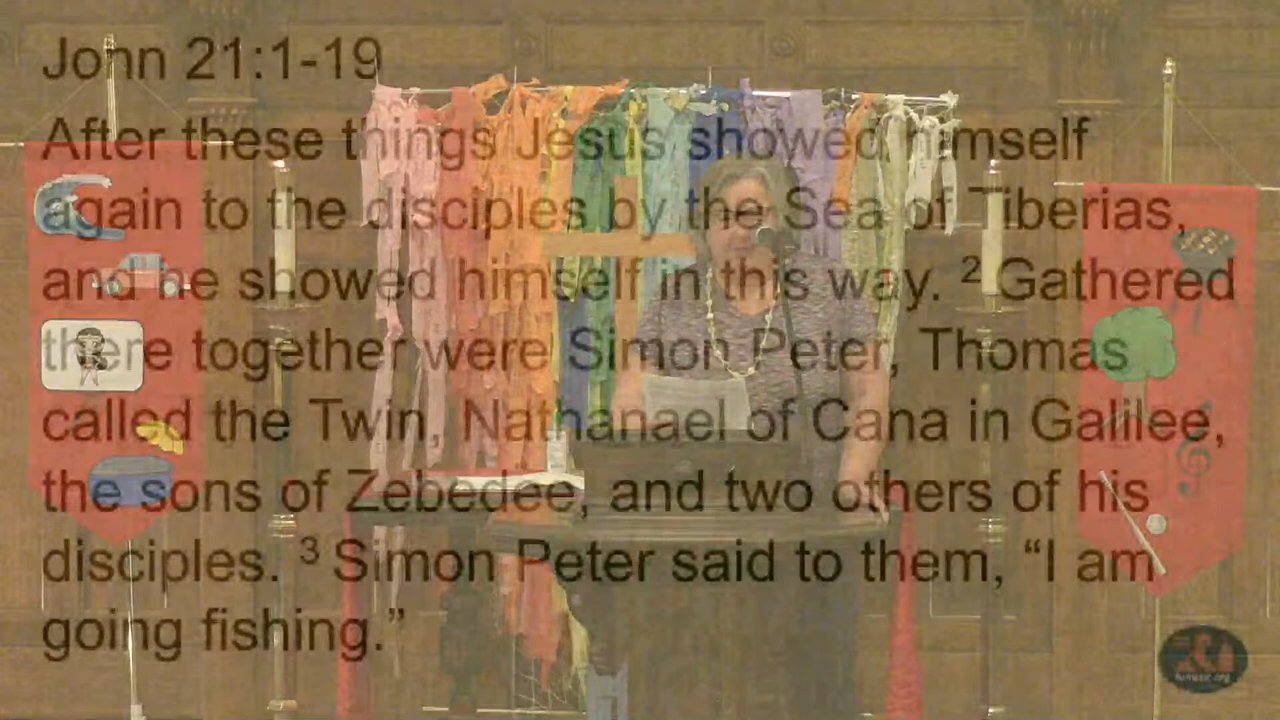 John 21:1-19
After these things Jesus showed himself
again to the disciples by the Sea of Tiberias,
and he showed himself in this way. ² Gathered
there together were Simon Peter, Thomas
called the Twin, Nathanael of Cana in Galilee,
the sons of Zebedee, and two others of his
disciples. ³ Simon Peter said to them, “I am
going fishing.”